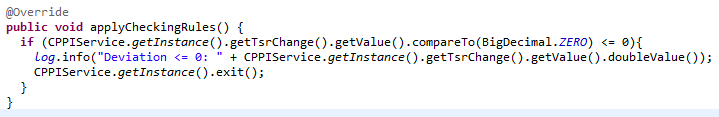 @Override
public void applyCheckingRules() {
if (CPPIService.getInstance().getTsrChange().getValue().compareTo(BigDecimal.ZERO) <= 0){
log.info("Deviation <= 0: " + CPPIService.getInstance().getTsrChange().getValue().doubleValue());
CPPIService.getInstance().exit();
}
}